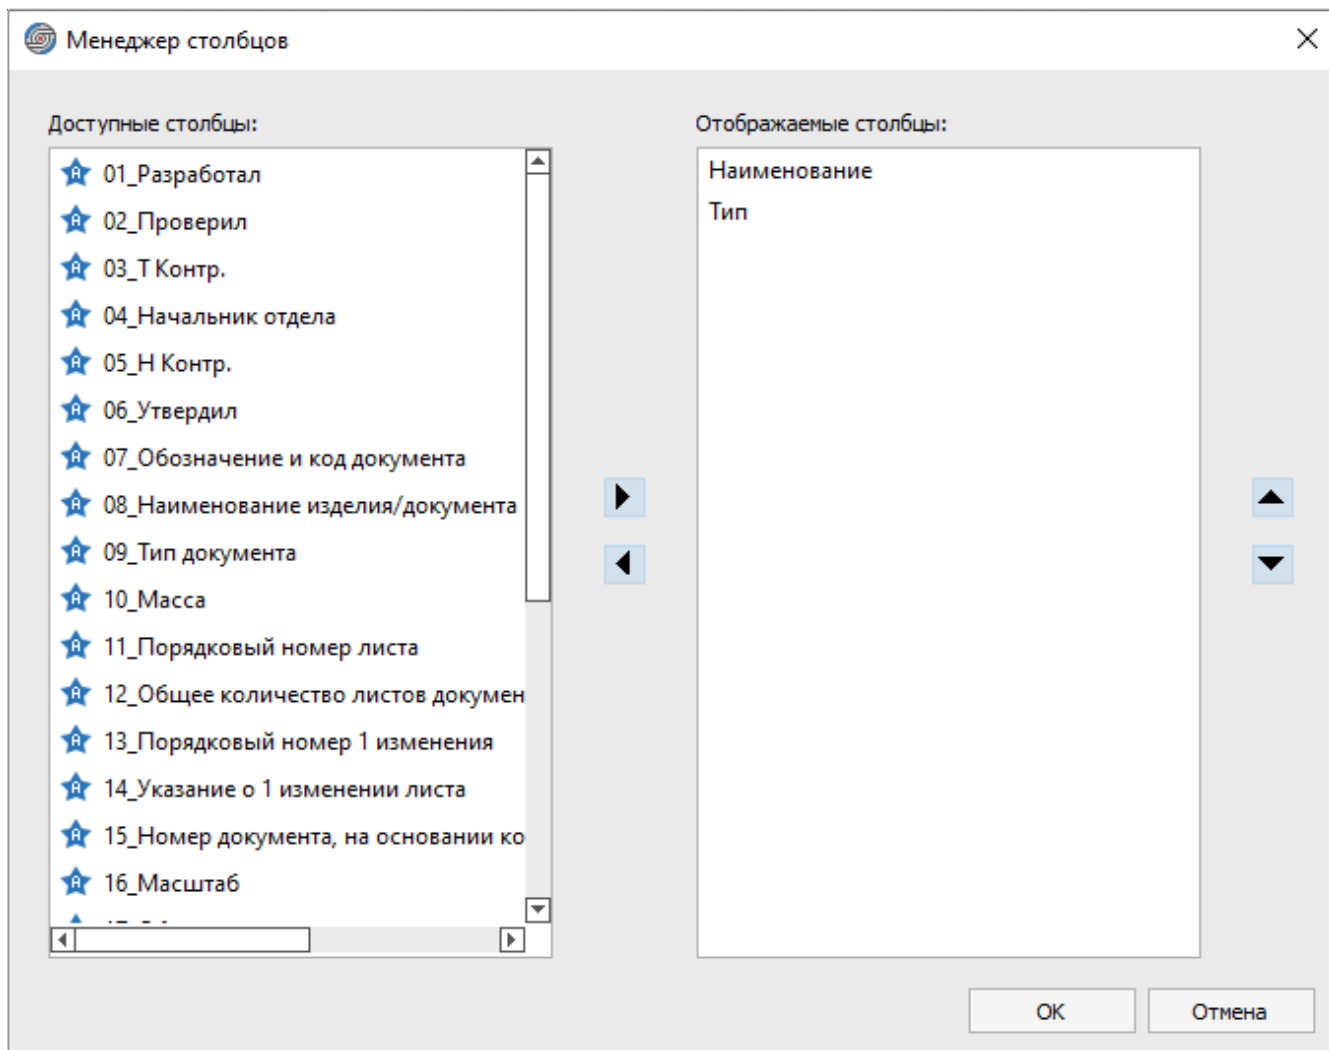 Менеджер столбцов
Доступные столбцы:
01_Разработал
02_Проверил
03_Т Контр.
04_Начальник отдела
05_Н Контр.
06_Утвердил
07_Обозначение и код документа
08_Наименование изделия/документа
09_Тип документа
10_Масса
11_Порядковый номер листа
12_Общее количество листов докумен
13_Порядковый номер 1 изменения
14_Указание о 1 изменении листа
15_Номер документа, на основании ко
16_Масштаб
Отображаемые столбцы:
Наименование
Тип
ОК
Отмена